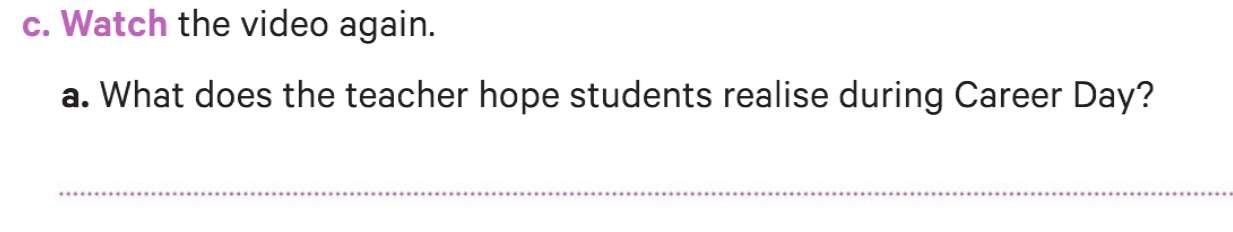 c. Watch the video again.
a. What does the teacher hope students realise during Career Day?